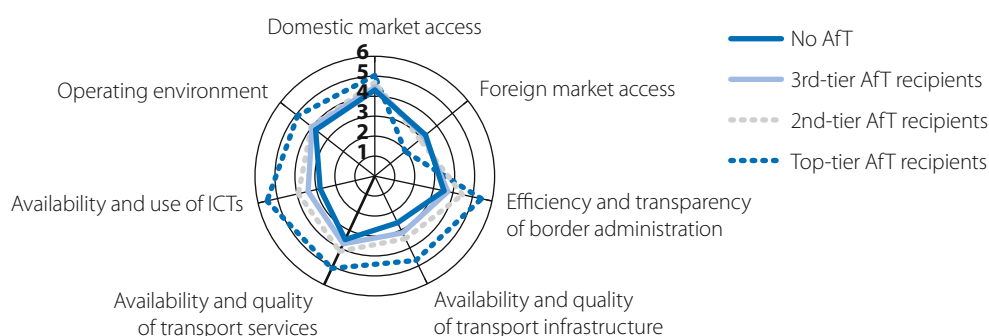 Domestic market access
6
5
4
3
2
1
Operating environment
Foreign market access
Availability and use of ICTs
Efficiency and transparency
of border administration
Availability and quality
of transport services
Availability and quality
of transport infrastructure
No AfT
3rd-tier AfT recipients
2nd-tier AfT recipients
Top-tier AfT recipients